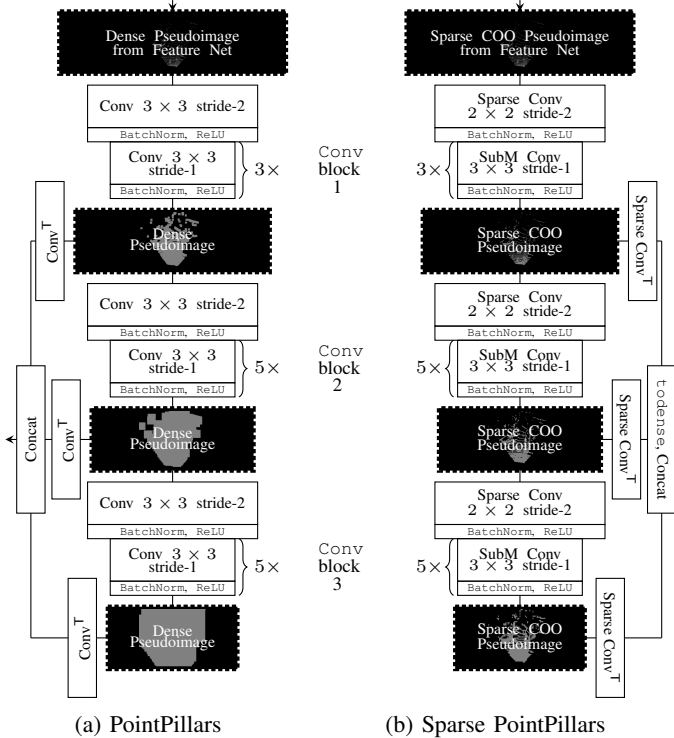 Dense Pseudoimage
from Feature Net
Conv 3 × 3 stride-2
BatchNorm, ReLU
Conv 3 × 3
stride-1
BatchNorm, ReLU
3×
Conv^T
Dense
Pseudoimage
Conv 3 × 3 stride-2
BatchNorm, ReLU
Conv 3 × 3
stride-1
BatchNorm, ReLU
5×
Concat
Conv^T
Dense
Pseudoimage
Conv 3 × 3 stride-2
BatchNorm, ReLU
Conv 3 × 3
stride-1
BatchNorm, ReLU
5×
Conv^T
Dense
Pseudoimage
(a) PointPillars
Conv
block
1
Conv
block
2
Conv
block
3
Sparse COO Pseudoimage
from Feature Net
Sparse Conv
2 × 2 stride-2
BatchNorm, ReLU
3×
SubM Conv
3 × 3 stride-1
BatchNorm, ReLU
Sparse COO
Pseudoimage
Sparse Conv^T
Sparse Conv
2 × 2 stride-2
BatchNorm, ReLU
5×
SubM Conv
3 × 3 stride-1
BatchNorm, ReLU
Sparse COO
Pseudoimage
Sparse Conv^T
todense, Concat
Sparse Conv
2 × 2 stride-2
BatchNorm, ReLU
5×
SubM Conv
3 × 3 stride-1
BatchNorm, ReLU
Sparse COO
Pseudoimage
Sparse Conv^T
(b) Sparse PointPillars